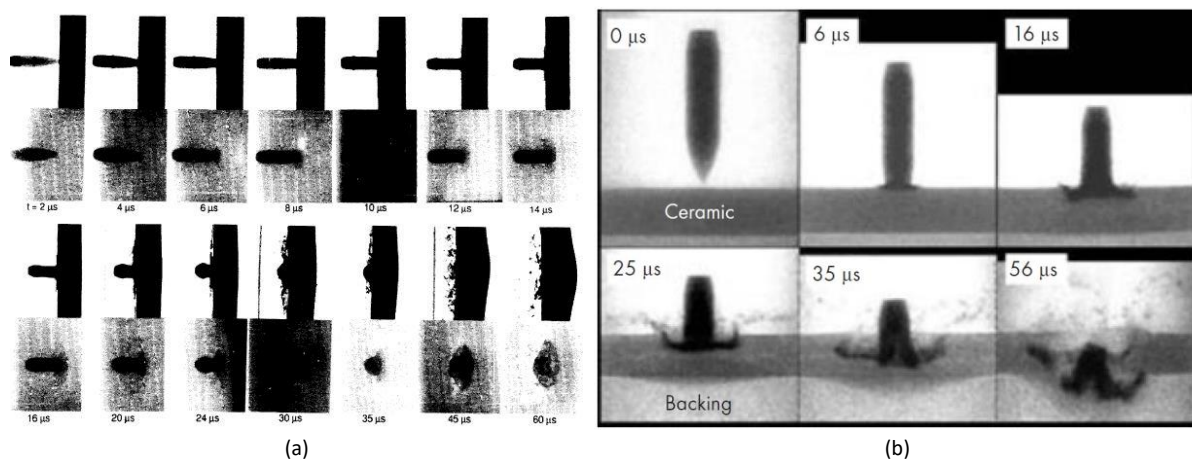 t = 2 μs
4 μs
6 μs
8 μs
10 μs
12 μs
14 μs
16 μs
20 μs
24 μs
30 μs
35 μs
45 μs
60 μs
(a)
0 μs
6 μs
16 μs
Ceramic
25 μs
35 μs
56 μs
Backing
(b)